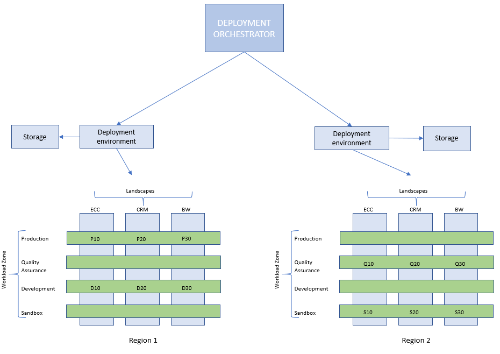 DEPLOYMENT
ORCHESTRATOR
Storage
Deployment
environment
Deployment
environment
Storage
Landscapes
ECC CRM BW
Workload Zone
Production P10 P20 P30
Quality
Assurance
Development D10 D20 D30
Sandbox
Region 1
Landscapes
ECC CRM BW
Workload Zone
Production
Quality
Assurance
Q10 Q20 Q30
Development
Sandbox S10 S20 S30
Region 2